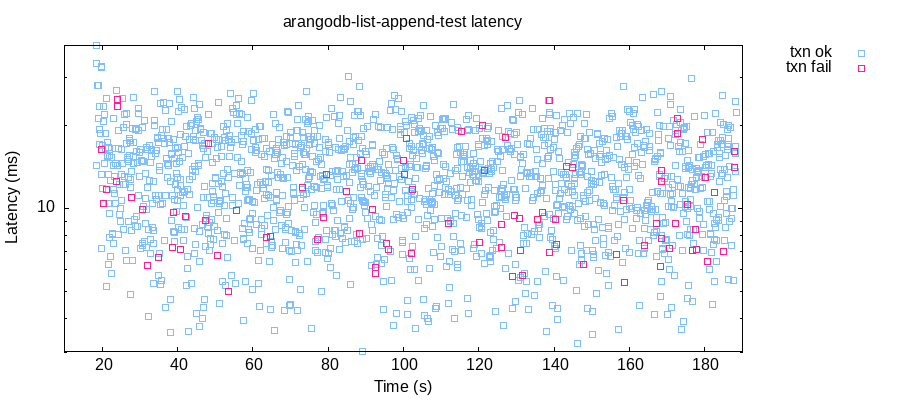 arangodb-list-append-test latency
txn ok
txn fail
10
Latency (ms)
20 40 60 80 100 120 140 160 180
Time (s)